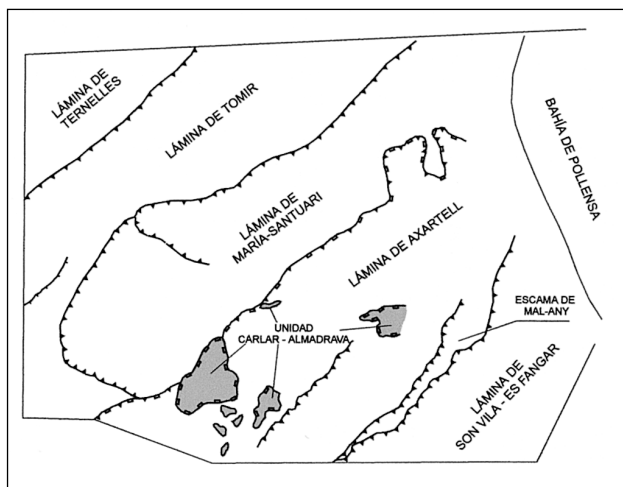 LÁMINA DE
TERNELLES
LÁMINA DE TOMIR
BAHÍA DE POLLENSA
LÁMINA DE
MARÍA-SANTUARI
LÁMINA DE AXARTELL
ESCAMA DE
MAL-ANY
UNIDAD
CARLAR - ALMADRAVA
LÁMINA DE
SON VILA - ES FANGAR